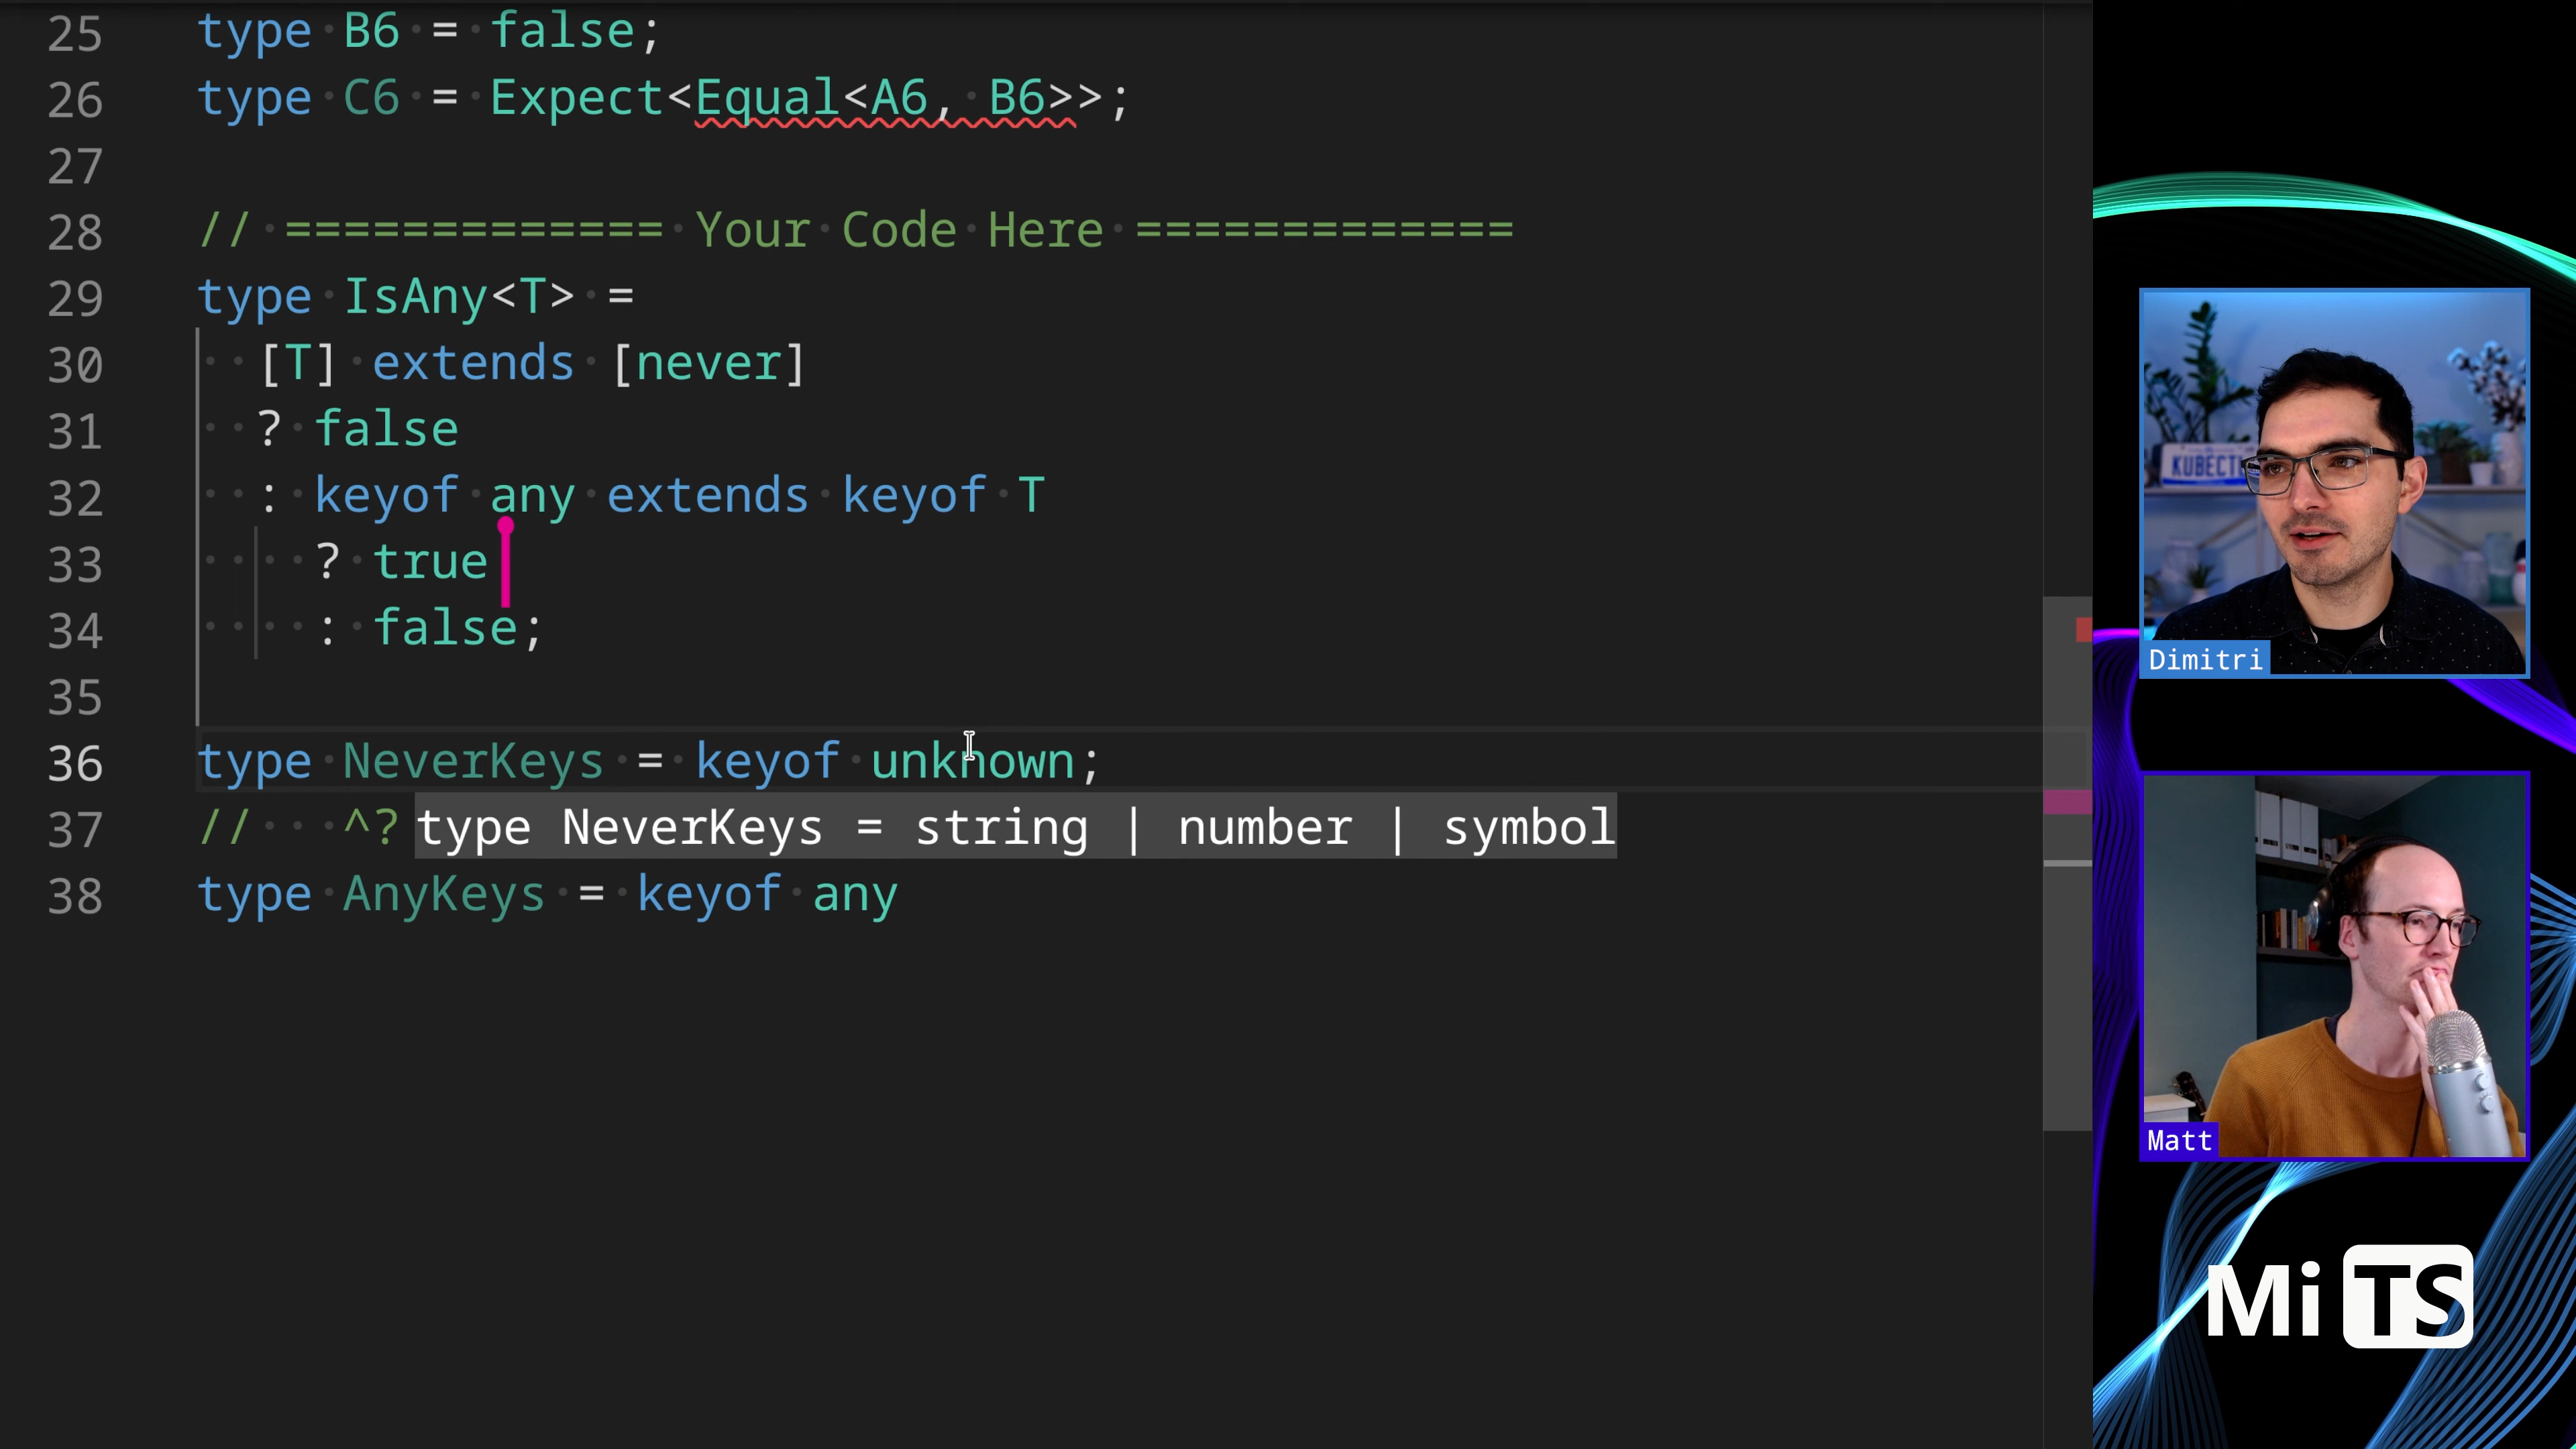 25 type B6 = false;
26 type C6 = Expect<Equal<A6, B6>>;
27
28 // ============= Your Code Here =============
29 type IsAny<T> =
30 [T] extends [never]
31 ? false
32 : keyof any extends keyof T
33 ? true
34 : false;
35
36 type NeverKeys = keyof unknown;
37 // ^? type NeverKeys = string | number | symbol
38 type AnyKeys = keyof any
Dimitri
Matt
Mi TS